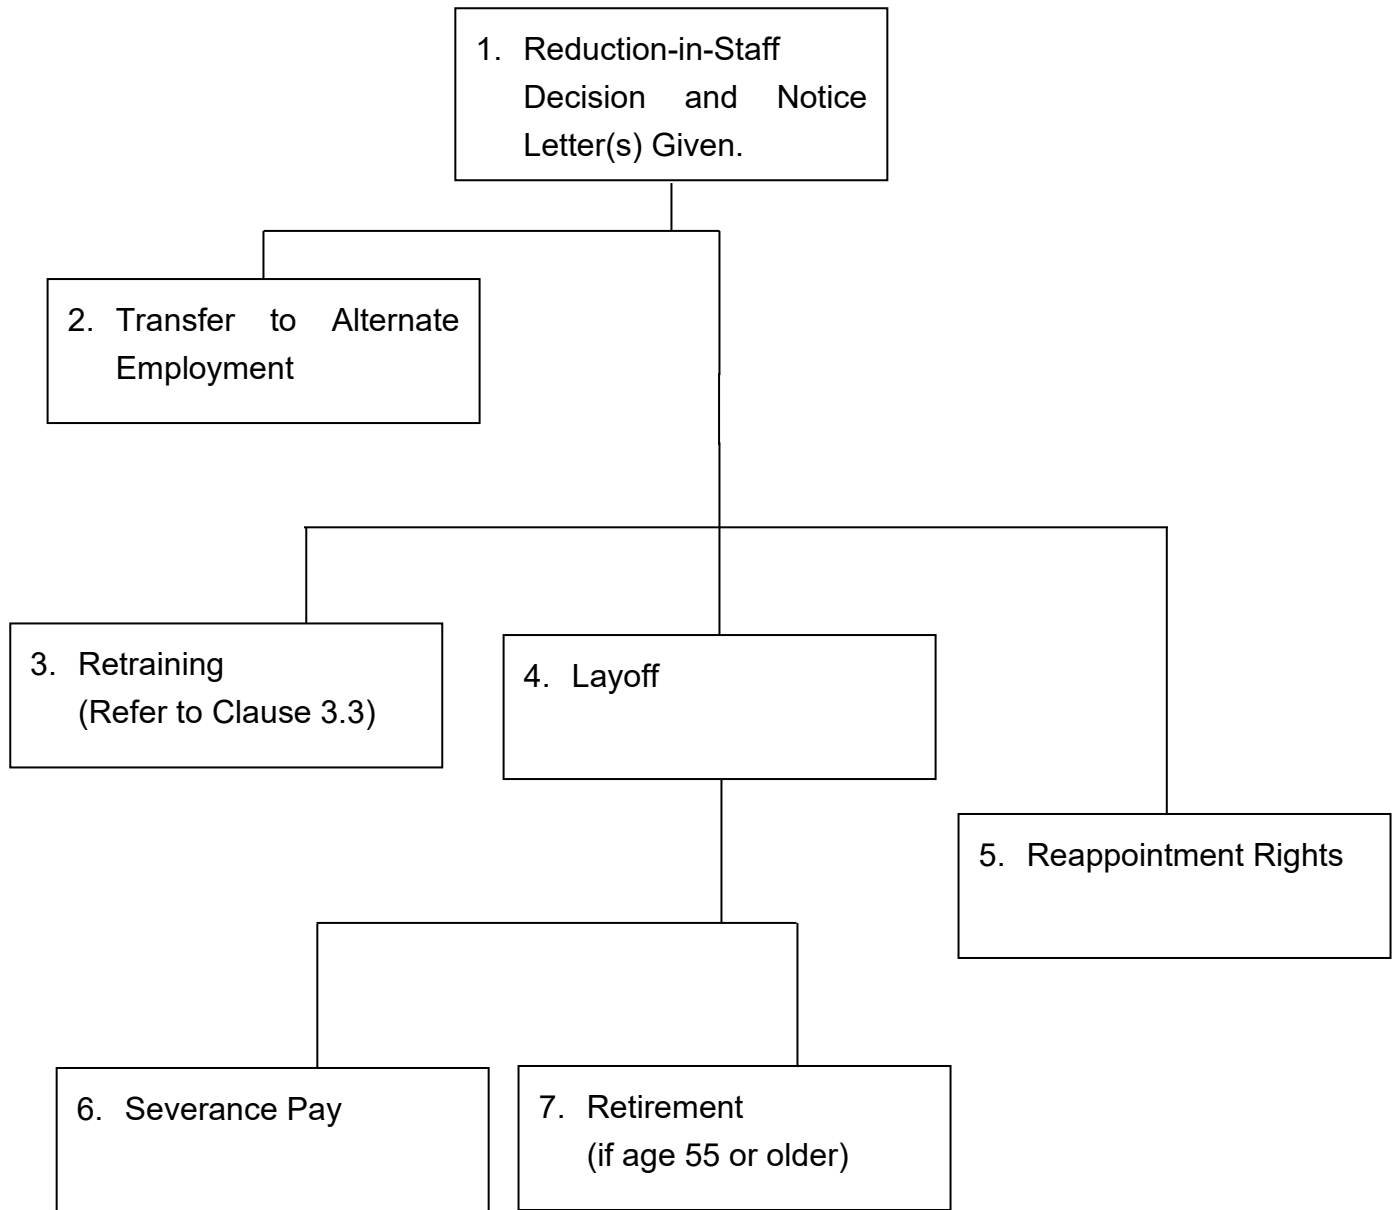 1. Reduction-in-Staff
Decision and Notice
Letter(s) Given.
2. Transfer to Alternate
Employment
3. Retraining
(Refer to Clause 3.3)
4. Layoff
5. Reappointment Rights
6. Severance Pay
7. Retirement
(if age 55 or older)